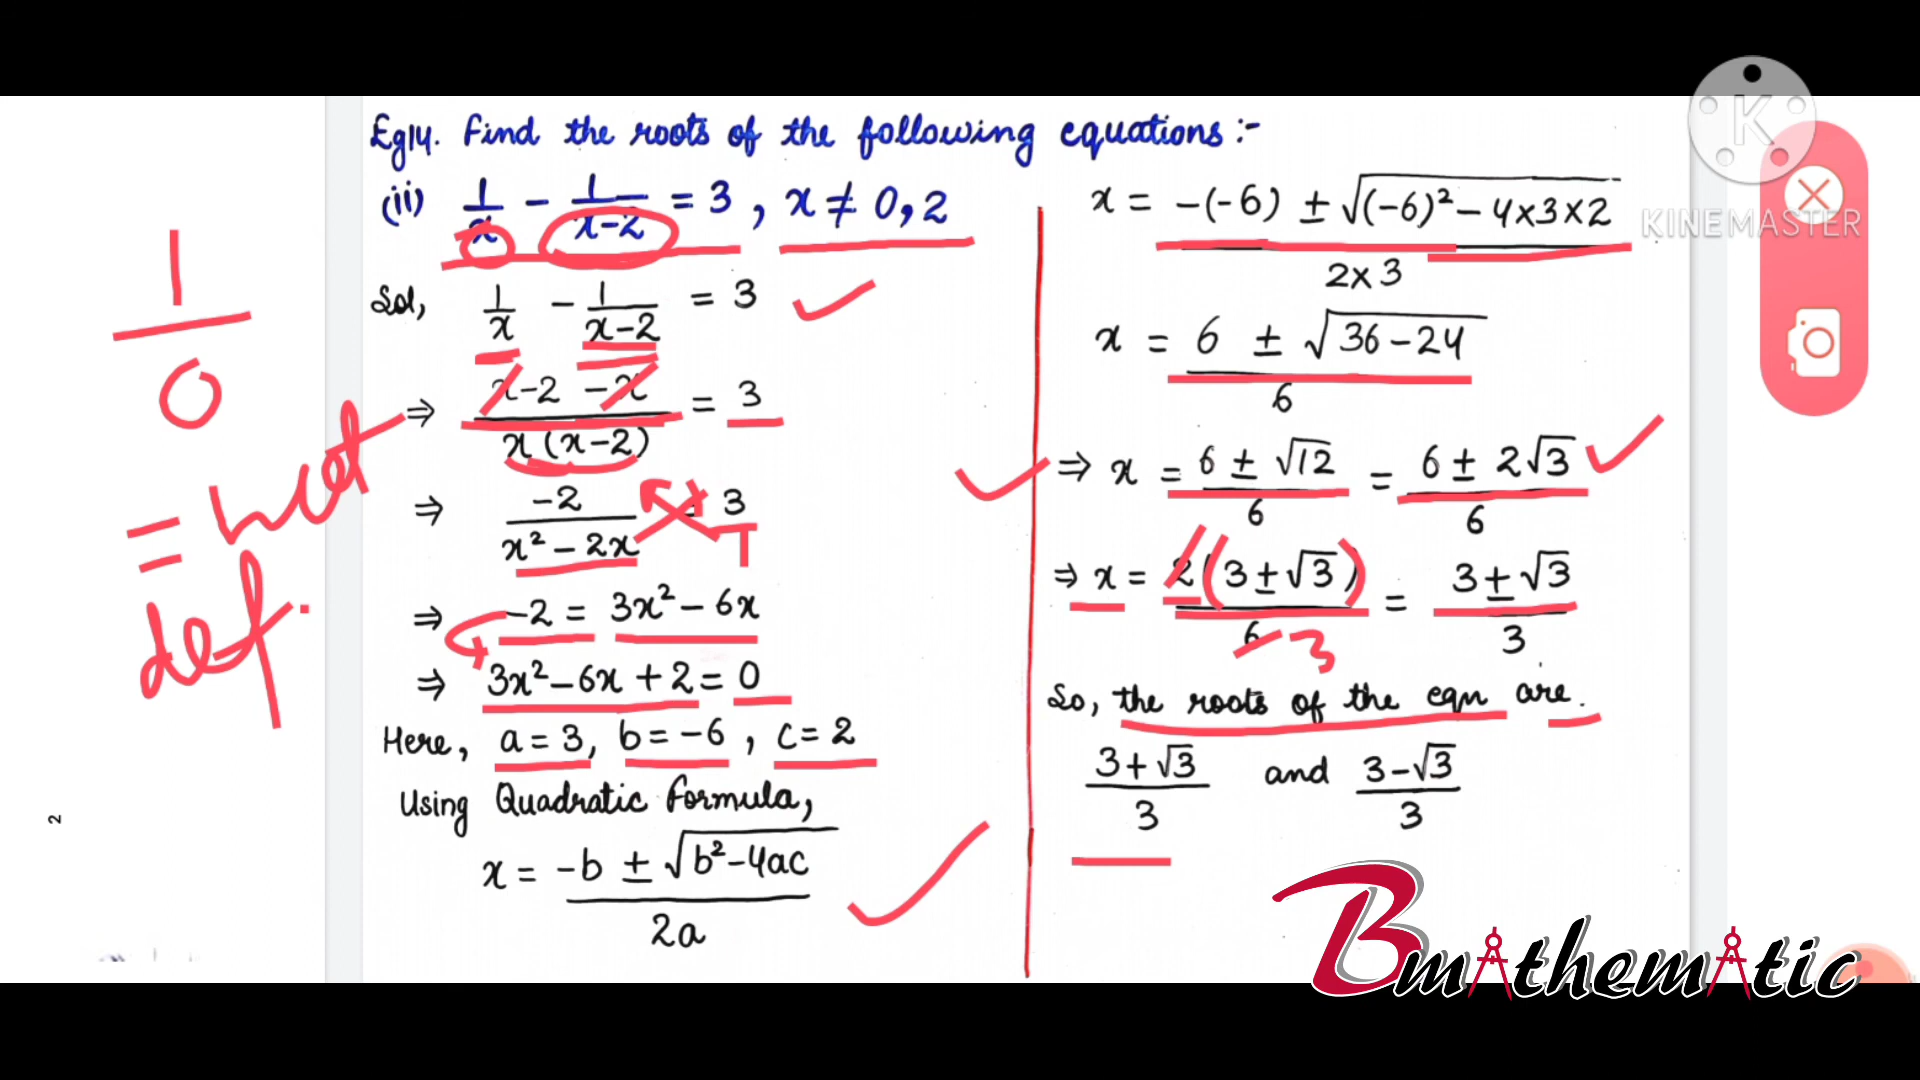 Eg14. Find the roots of the following equations :-
(ii) 1/x - 1/(x-2) = 3, x ≠ 0,2
Sol, 1/x - 1/(x-2) = 3
⇒ (x-2 -x)/(x(x-2)) = 3
⇒ -2/(x² - 2x) = 3
1
⇒ -2 = 3x² - 6x
+
⇒ 3x² - 6x + 2 = 0
Here, a = 3, b = -6, c = 2
Using Quadratic Formula,
x = (-b ± √(b²-4ac))/2a
1/0
= not
def.
2
x = (-(-6) ± √((-6)² - 4x3x2))/(2x3)
x = (6 ± √(36-24))/6
⇒ x = (6 ± √12)/6 = (6 ± 2√3)/6
⇒ x = 2(3±√3)/6 = (3±√3)/3
3
So, the roots of the eqn are.
(3+√3)/3 and (3-√3)/3
K
KINEMASTER
Bmathematic